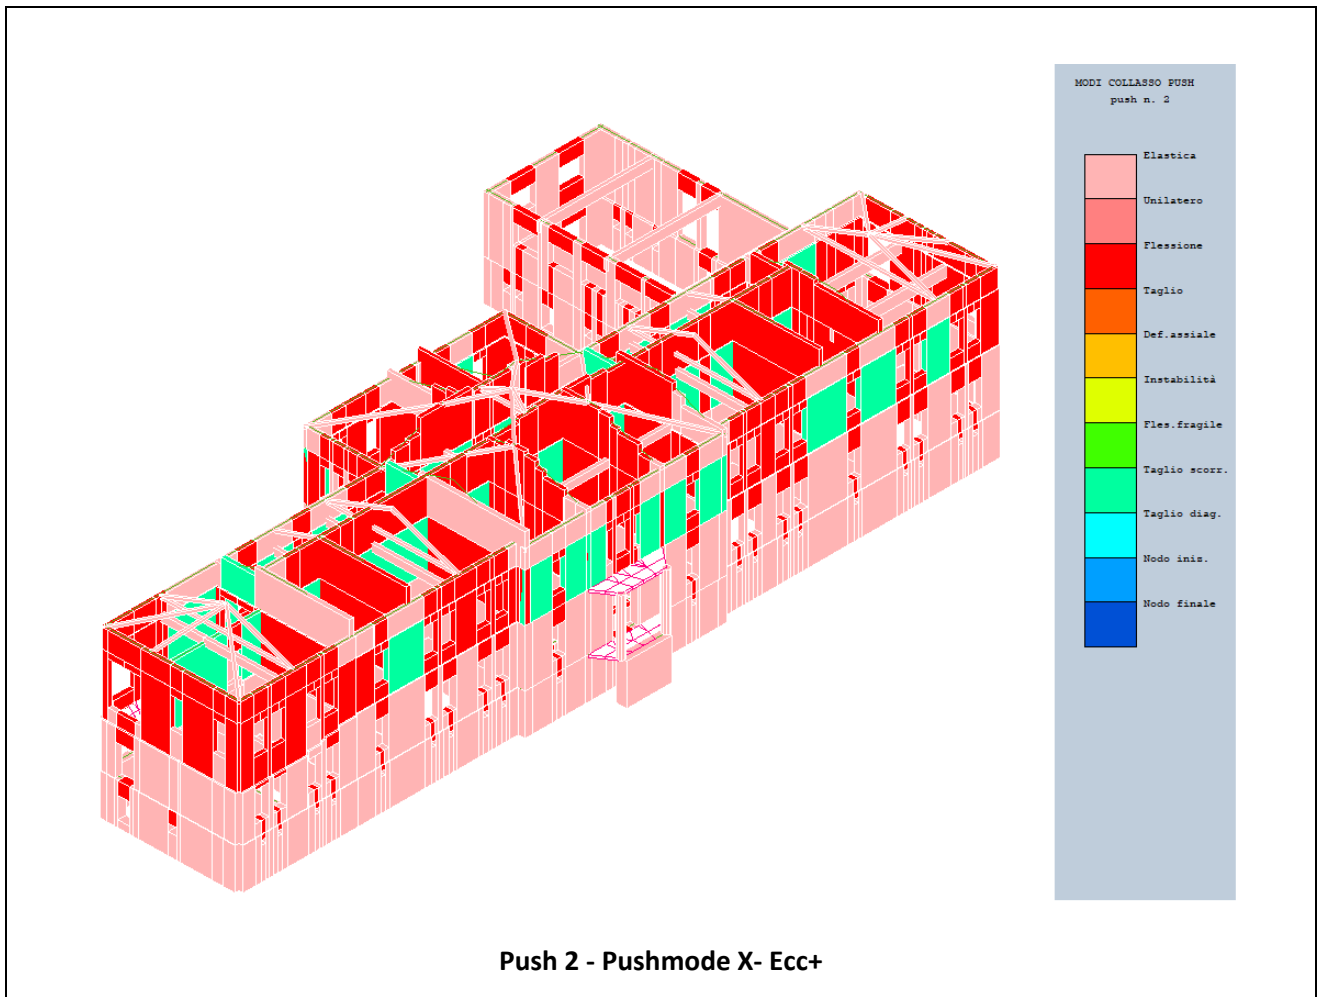 MODI COLLASSO PUSH
push n. 2
Elastica
Unilatero
Flessione
Taglio
Def.assiale
Instabilità
Fles.fragile
Taglio scorr.
Taglio diag.
Nodo iniz.
Nodo finale
Push 2 - Pushmode X- Ecc+